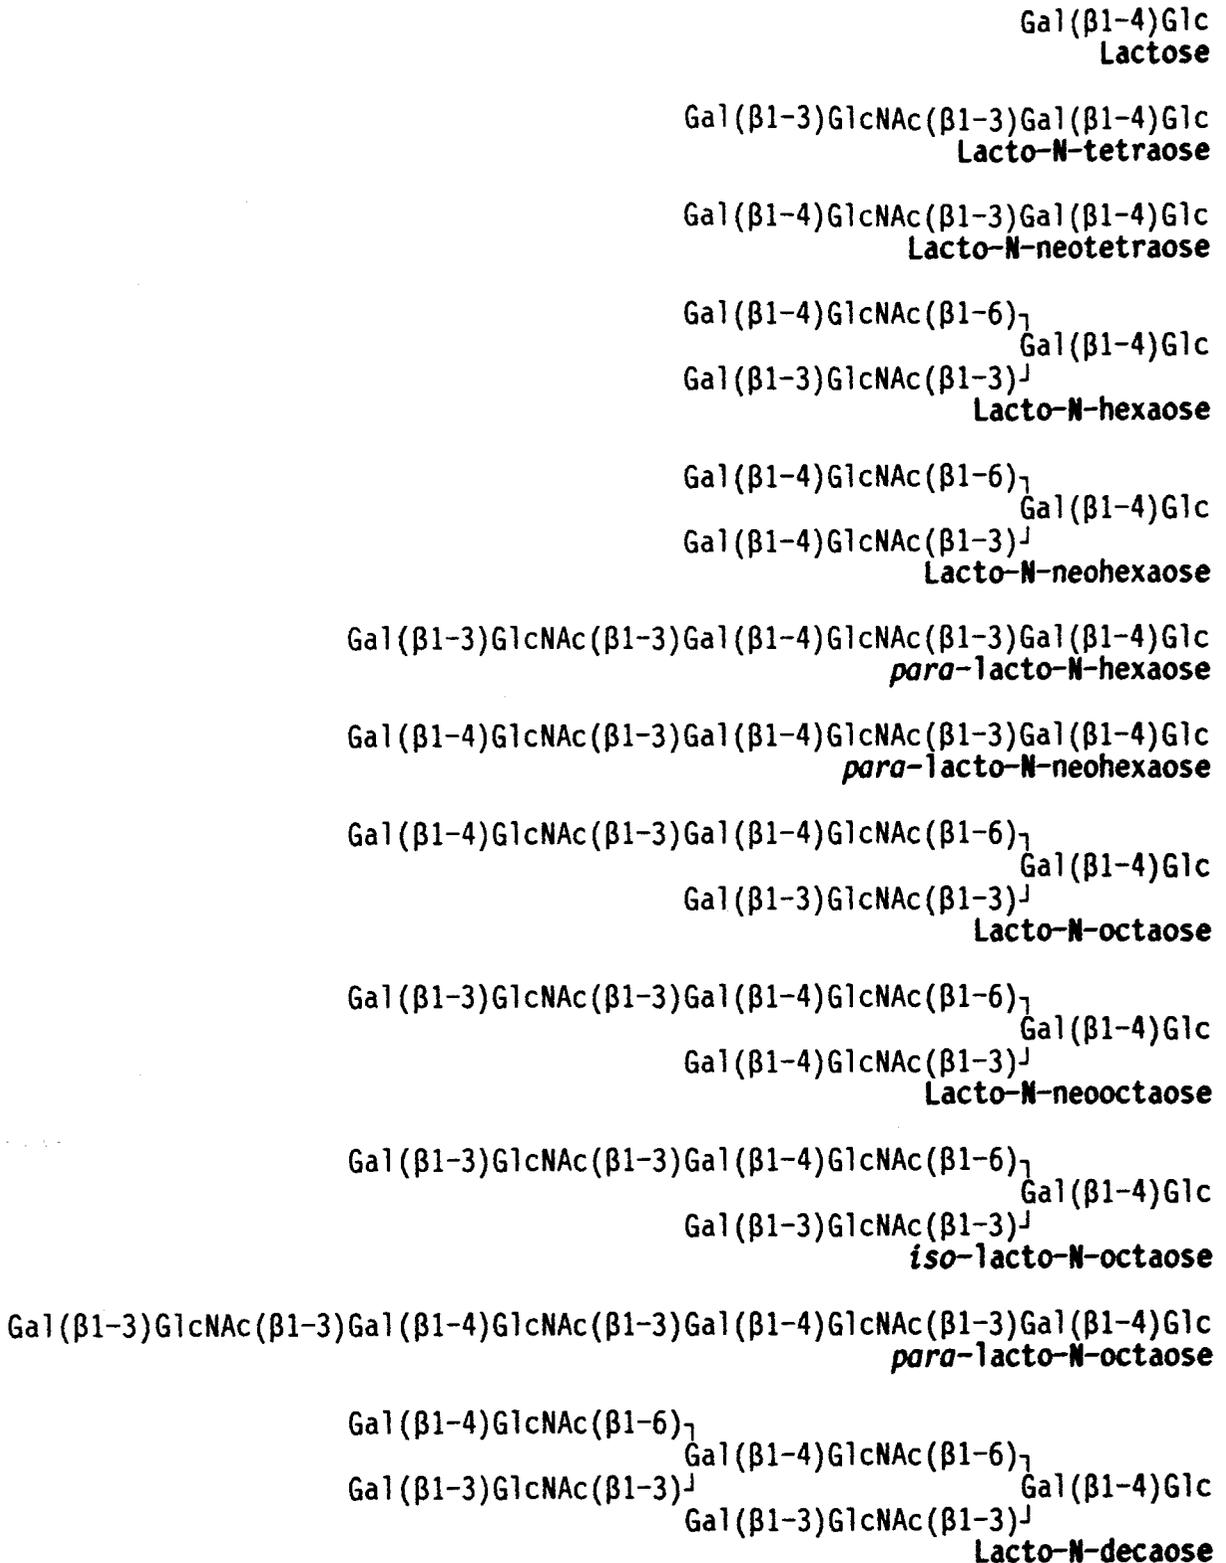 Gal(β1-4)Glc
Lactose
Gal(β1-3)GlcNAc(β1-3)Gal(β1-4)Glc
Lacto-N-tetraose
Gal(β1-4)GlcNAc(β1-3)Gal(β1-4)Glc
Lacto-N-neotetraose
Gal(β1-4)GlcNAc(β1-6)┐
Gal(β1-4)Glc
Gal(β1-3)GlcNAc(β1-3)┘
Lacto-N-hexaose
Gal(β1-4)GlcNAc(β1-6)┐
Gal(β1-4)Glc
Gal(β1-4)GlcNAc(β1-3)┘
Lacto-N-neohexaose
Gal(β1-3)GlcNAc(β1-3)Gal(β1-4)GlcNAc(β1-3)Gal(β1-4)Glc
para-lacto-N-hexaose
Gal(β1-4)GlcNAc(β1-3)Gal(β1-4)GlcNAc(β1-3)Gal(β1-4)Glc
para-lacto-N-neohexaose
Gal(β1-4)GlcNAc(β1-3)Gal(β1-4)GlcNAc(β1-6)┐
Gal(β1-4)Glc
Gal(β1-3)GlcNAc(β1-3)┘
Lacto-N-octaose
Gal(β1-3)GlcNAc(β1-3)Gal(β1-4)GlcNAc(β1-6)┐
Gal(β1-4)Glc
Gal(β1-4)GlcNAc(β1-3)┘
Lacto-N-neooctaose
Gal(β1-3)GlcNAc(β1-3)Gal(β1-4)GlcNAc(β1-6)┐
Gal(β1-4)Glc
Gal(β1-3)GlcNAc(β1-3)┘
iso-lacto-N-octaose
Gal(β1-3)GlcNAc(β1-3)Gal(β1-4)GlcNAc(β1-3)Gal(β1-4)GlcNAc(β1-3)Gal(β1-4)Glc
para-lacto-N-octaose
Gal(β1-4)GlcNAc(β1-6)┐
Gal(β1-4)GlcNAc(β1-6)┐
Gal(β1-3)GlcNAc(β1-3)┘ Gal(β1-4)Glc
Gal(β1-3)GlcNAc(β1-3)┘
Lacto-N-decaose